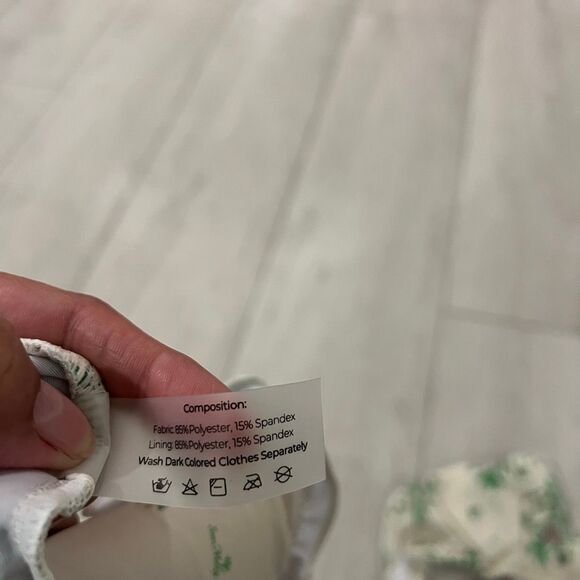 Composition:
Fabric: 85%Polyester, 15% Spandex
Lining: 85%Polyester, 15% Spandex
Wash Dark Colored Clothes Separately